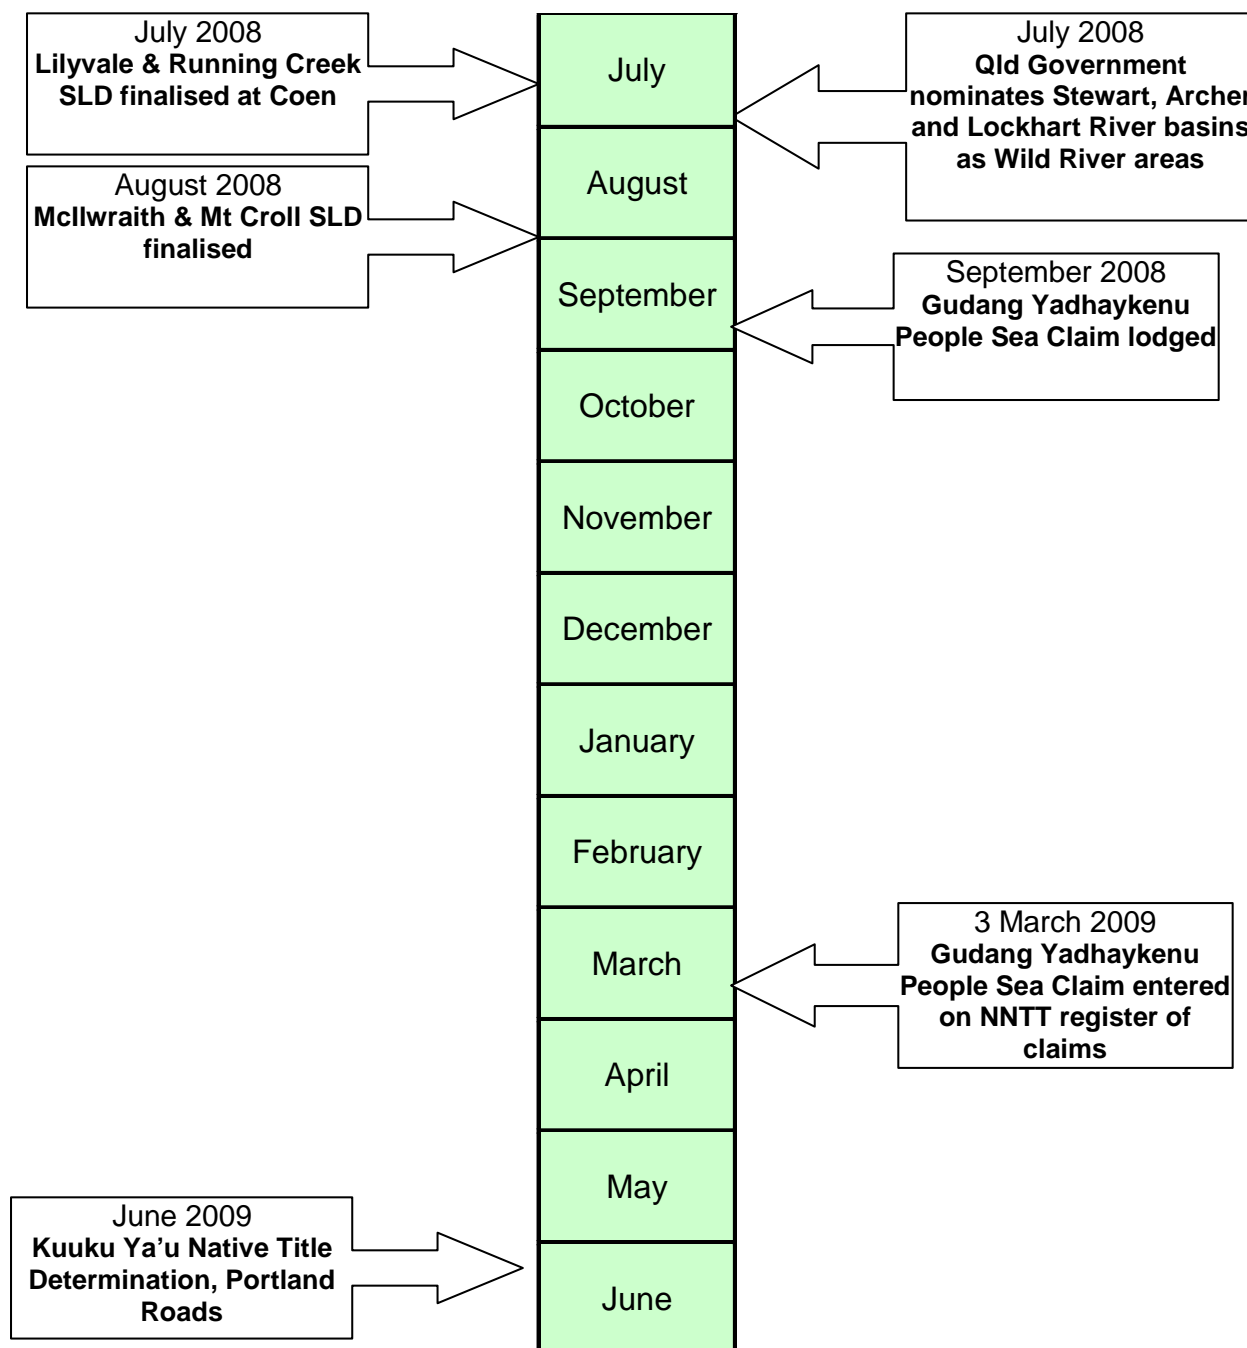 July 2008
Lilyvale & Running Creek
SLD finalised at Coen
July
July 2008
Qld Government
nominates Stewart, Archer
and Lockhart River basins
as Wild River areas
August 2008
McIlwraith & Mt Croll SLD
finalised
August
September
September 2008
Gudang Yadhaykenu
People Sea Claim lodged
October
November
December
January
February
March
3 March 2009
Gudang Yadhaykenu
People Sea Claim entered
on NNTT register of
claims
April
May
June 2009
Kuuku Ya’u Native Title
Determination, Portland
Roads
June